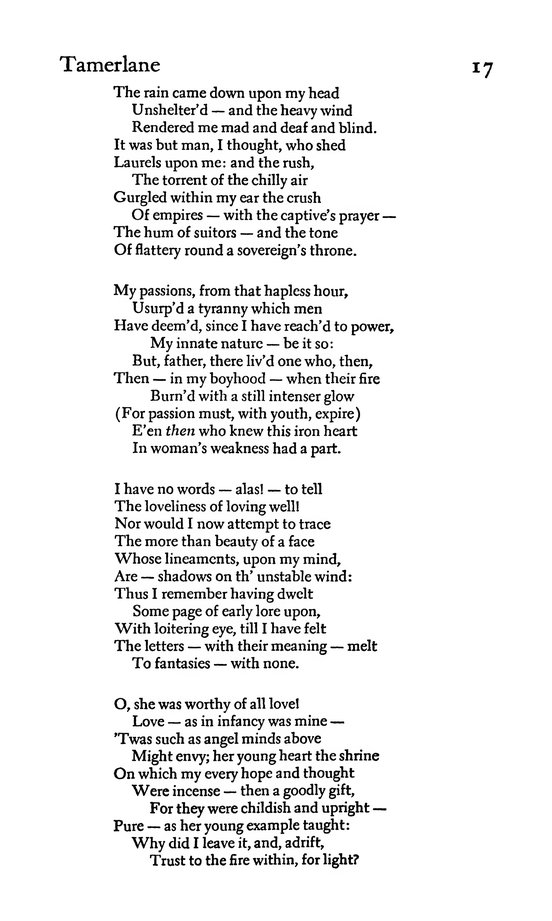 Tamerlane 17
The rain came down upon my head
Unshelter'd — and the heavy wind
Rendered me mad and deaf and blind.
It was but man, I thought, who shed
Laurels upon me: and the rush,
The torrent of the chilly air
Gurgled within my ear the crush
Of empires — with the captive's prayer —
The hum of suitors — and the tone
Of flattery round a sovereign's throne.

My passions, from that hapless hour,
Usurp'd a tyranny which men
Have deem'd, since I have reach'd to power,
My innate nature — be it so:
But, father, there liv'd one who, then,
Then — in my boyhood — when their fire
Burn'd with a still intenser glow
(For passion must, with youth, expire)
E'en then who knew this iron heart
In woman's weakness had a part.

I have no words — alas! — to tell
The loveliness of loving well!
Nor would I now attempt to trace
The more than beauty of a face
Whose lineaments, upon my mind,
Are — shadows on th' unstable wind:
Thus I remember having dwelt
Some page of early lore upon,
With loitering eye, till I have felt
The letters — with their meaning — melt
To fantasies — with none.

O, she was worthy of all love!
Love — as in infancy was mine —
'Twas such as angel minds above
Might envy; her young heart the shrine
On which my every hope and thought
Were incense — then a goodly gift,
For they were childish and upright —
Pure — as her young example taught:
Why did I leave it, and, adrift,
Trust to the fire within, for light?